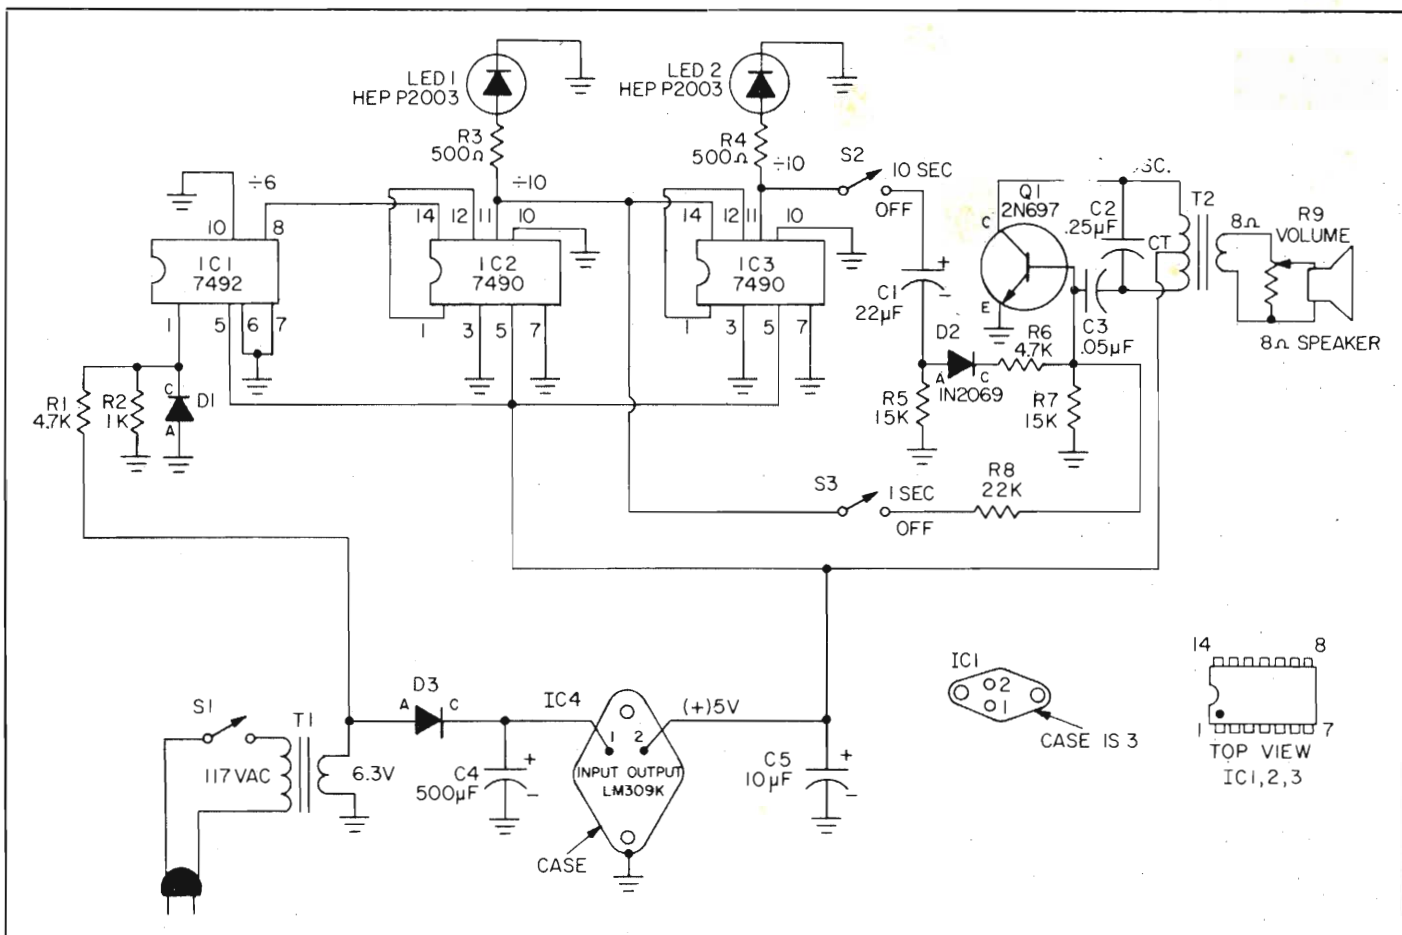 LED 1
HEP P2003
LED 2
HEP P2003
R3
500Ω
R4
500Ω
÷6
÷10
÷10
S2
10 SEC
OFF
SC.
Q1
2N697
C2
.25µF
T2
CT
8Ω
R9
VOLUME
10
8
14
12
11
10
14
12
11
10
C
E
IC1
7492
IC2
7490
IC3
7490
+
C1
22µF
−
1
5
6
7
1
3
5
7
1
3
5
7
C3
.05µF
8Ω SPEAKER
D2
A
C
1N2069
R6
4.7K
R1
4.7K
R2
1K
C
A
D1
R5
15K
R7
15K
S3
1 SEC
OFF
R8
22K
S1
T1
117VAC
6.3V
D3
A
C
C4
500µF
+
−
IC4
1 2
INPUT OUTPUT
LM309K
CASE
(+)5V
C5
10µF
+
−
IC1
2
1
CASE IS 3
14
8
1
7
TOP VIEW
IC1,2,3